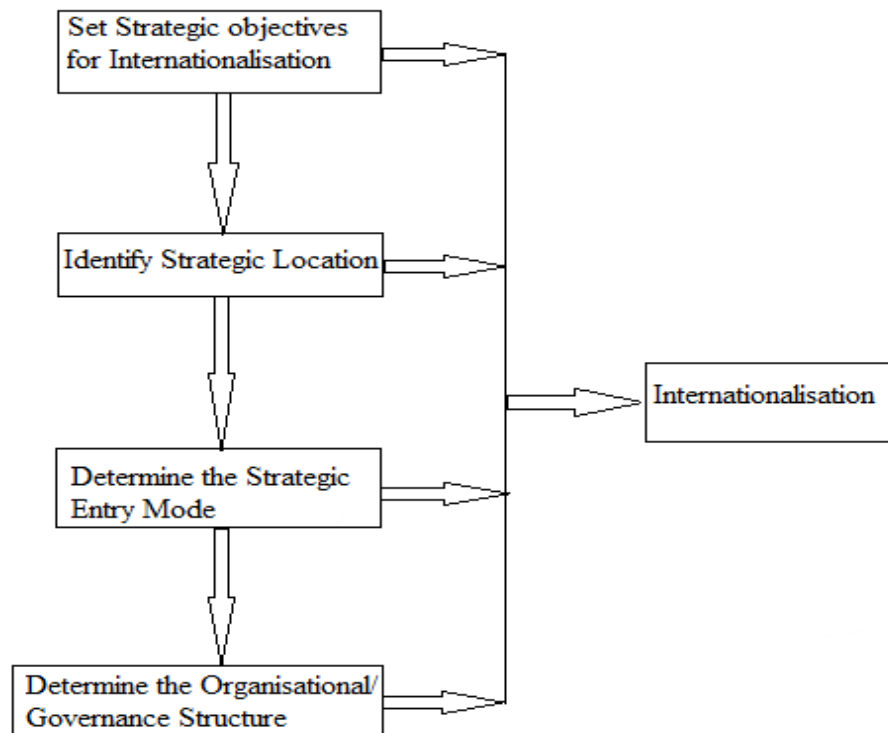 Set Strategic objectives
for Internationalisation
Identify Strategic Location
Internationalisation
Determine the Strategic
Entry Mode
Determine the Organisational/
Governance Structure